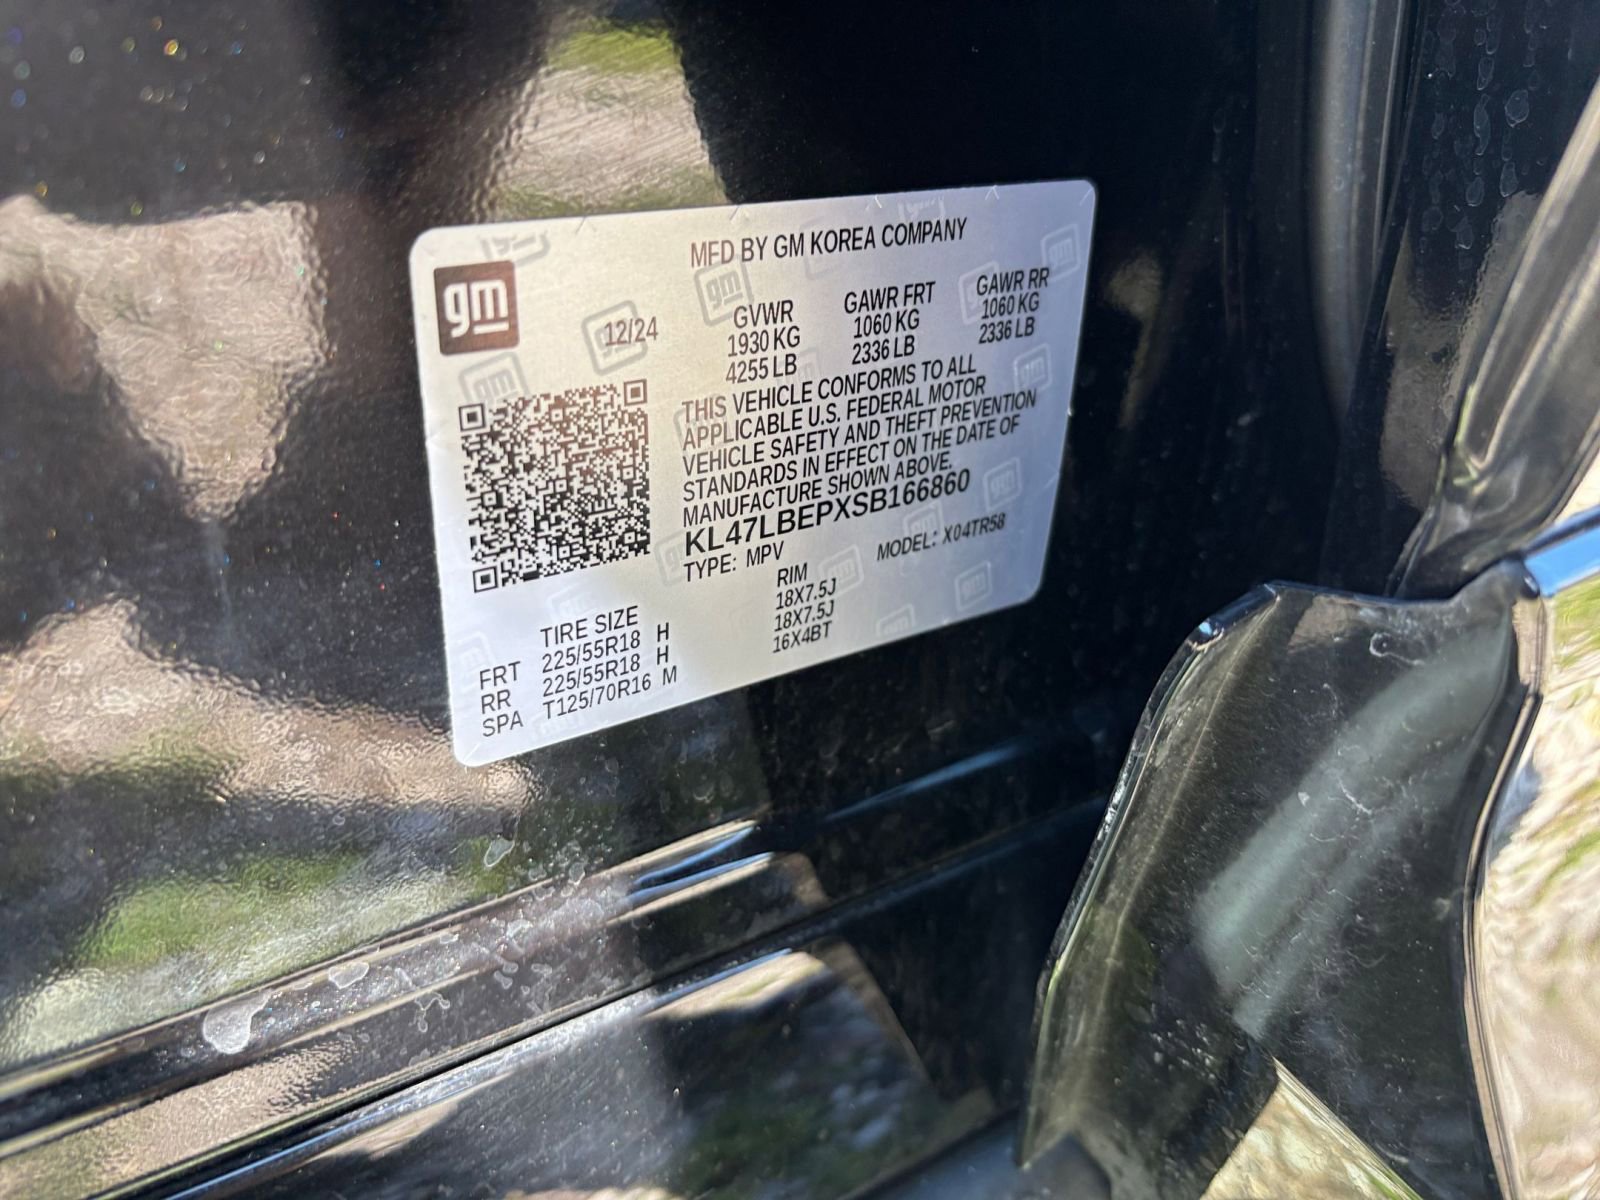 MFD BY GM KOREA COMPANY
gm
12/24
GVWR GAWR FRT GAWR RR
1930 KG 1060 KG 1060 KG
4255 LB 2336 LB 2336 LB
THIS VEHICLE CONFORMS TO ALL
APPLICABLE U.S. FEDERAL MOTOR
VEHICLE SAFETY AND THEFT PREVENTION
STANDARDS IN EFFECT ON THE DATE OF
MANUFACTURE SHOWN ABOVE.
KL47LBEPXSB166860
TYPE: MPV MODEL: X04TR58
TIRE SIZE RIM
FRT 225/55R18 H 18X7.5J
RR 225/55R18 H 18X7.5J
SPA T125/70R16 M 16X4BT